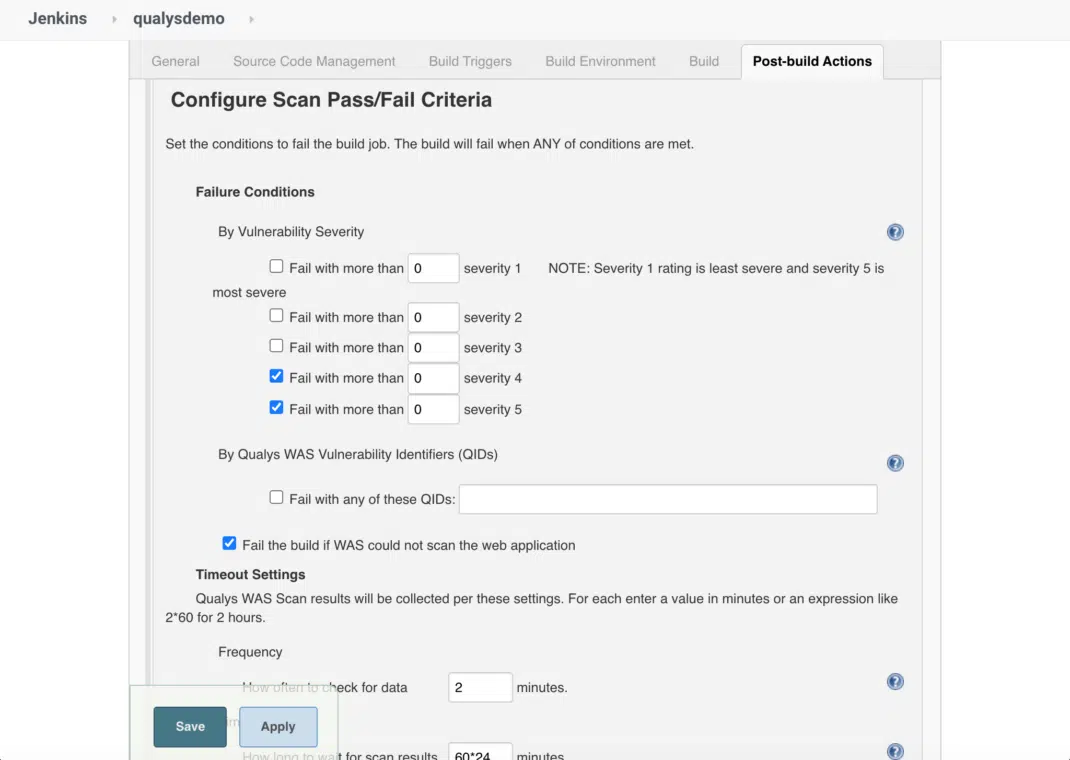 Jenkins qualysdemo
General Source Code Management Build Triggers Build Environment Build Post-build Actions
Configure Scan Pass/Fail Criteria
Set the conditions to fail the build job. The build will fail when ANY of conditions are met.
Failure Conditions
By Vulnerability Severity
Fail with more than 0 severity 1 NOTE: Severity 1 rating is least severe and severity 5 is
most severe
Fail with more than 0 severity 2
Fail with more than 0 severity 3
Fail with more than 0 severity 4
Fail with more than 0 severity 5
By Qualys WAS Vulnerability Identifiers (QIDs)
Fail with any of these QIDs:
Fail the build if WAS could not scan the web application
Timeout Settings
Qualys WAS Scan results will be collected per these settings. For each enter a value in minutes or an expression like
2*60 for 2 hours.
Frequency
How often to check for data 2 minutes.
Save Apply
How long to wait for scan results 60*24 minutes